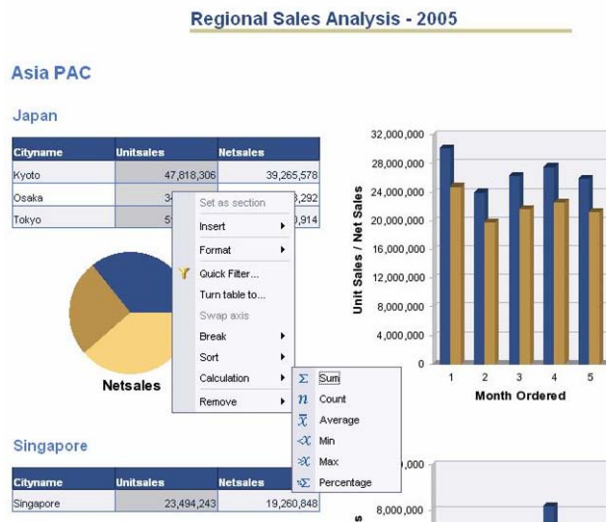 Regional Sales Analysis - 2005
Asia PAC
Japan
Cityname Unitsales Netsales
Kyoto 47,818,306 39,265,578
Osaka
Tokyo
Set as section
Insert
Format
Quick Filter...
Turn table to...
Swap axis
Break
Sort
Calculation
Remove
Σ Sum
n Count
x̅ Average
<X Min
>X Max
%Σ Percentage
Netsales
Unit Sales / Net Sales
32,000,000
28,000,000
24,000,000
20,000,000
16,000,000
12,000,000
8,000,000
4,000,000
0
1 2 3 4 5
Month Ordered
Singapore
Cityname Unitsales Netsales
Singapore 23,494,243 19,260,848
8,000,000